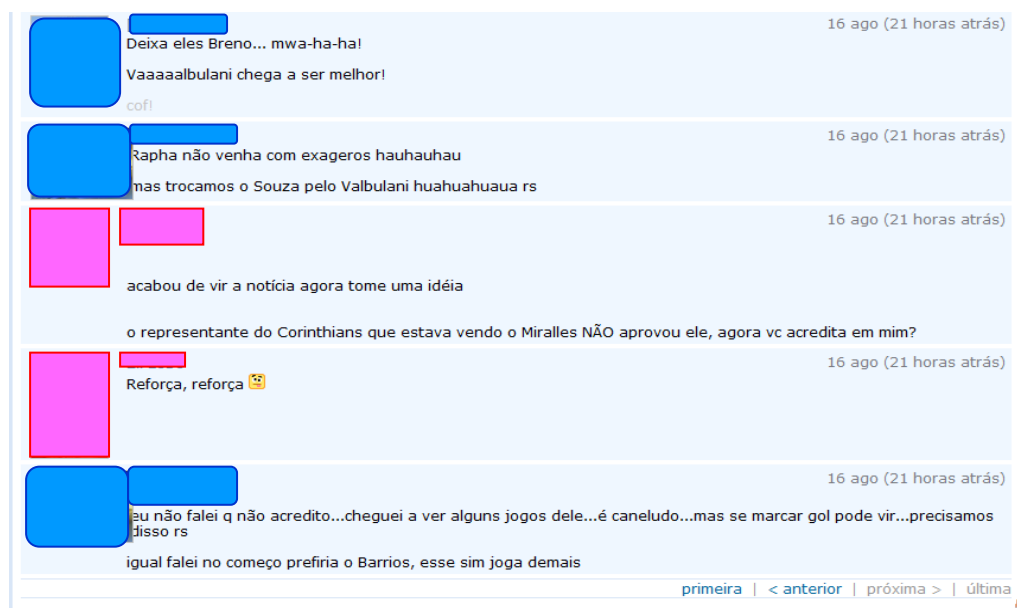 16 ago (21 horas atrás)
Deixa eles Breno... mwa-ha-ha!
Vaaaaalbulani chega a ser melhor!
cof!
16 ago (21 horas atrás)
Rapha não venha com exageros hauhauhau
mas trocamos o Souza pelo Valbulani huahuahuaua rs
16 ago (21 horas atrás)
acabou de vir a notícia agora tome uma idéia
o representante do Corinthians que estava vendo o Miralles NÃO aprovou ele, agora vc acredita em mim?
16 ago (21 horas atrás)
Reforça, reforça
16 ago (21 horas atrás)
eu não falei q não acredito...cheguei a ver alguns jogos dele...é caneludo...mas se marcar gol pode vir...precisamos
disso rs
igual falei no começo prefiria o Barrios, esse sim joga demais
primeira | < anterior | próxima > | última